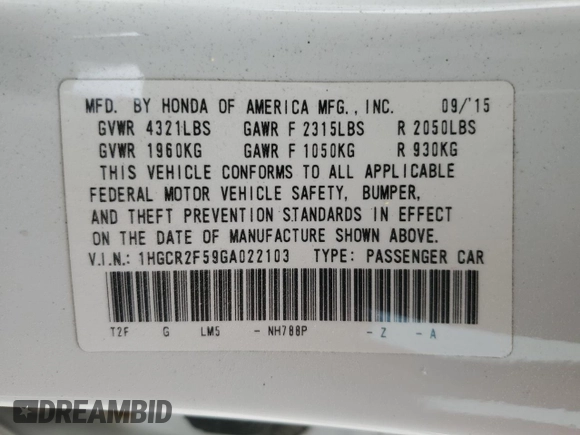 MFD. BY HONDA OF AMERICA MFG., INC. 09/'15
GVWR 4321LBS GAWR F 2315LBS R 2050LBS
GVWR 1960KG GAWR F 1050KG R 930KG
THIS VEHICLE CONFORMS TO ALL APPLICABLE
FEDERAL MOTOR VEHICLE SAFETY, BUMPER,
AND THEFT PREVENTION STANDARDS IN EFFECT
ON THE DATE OF MANUFACTURE SHOWN ABOVE.
V.I.N.: 1HGCR2F59GA022103 TYPE: PASSENGER CAR
T2F G LM5 - NH788P - Z - A
DREAMBID